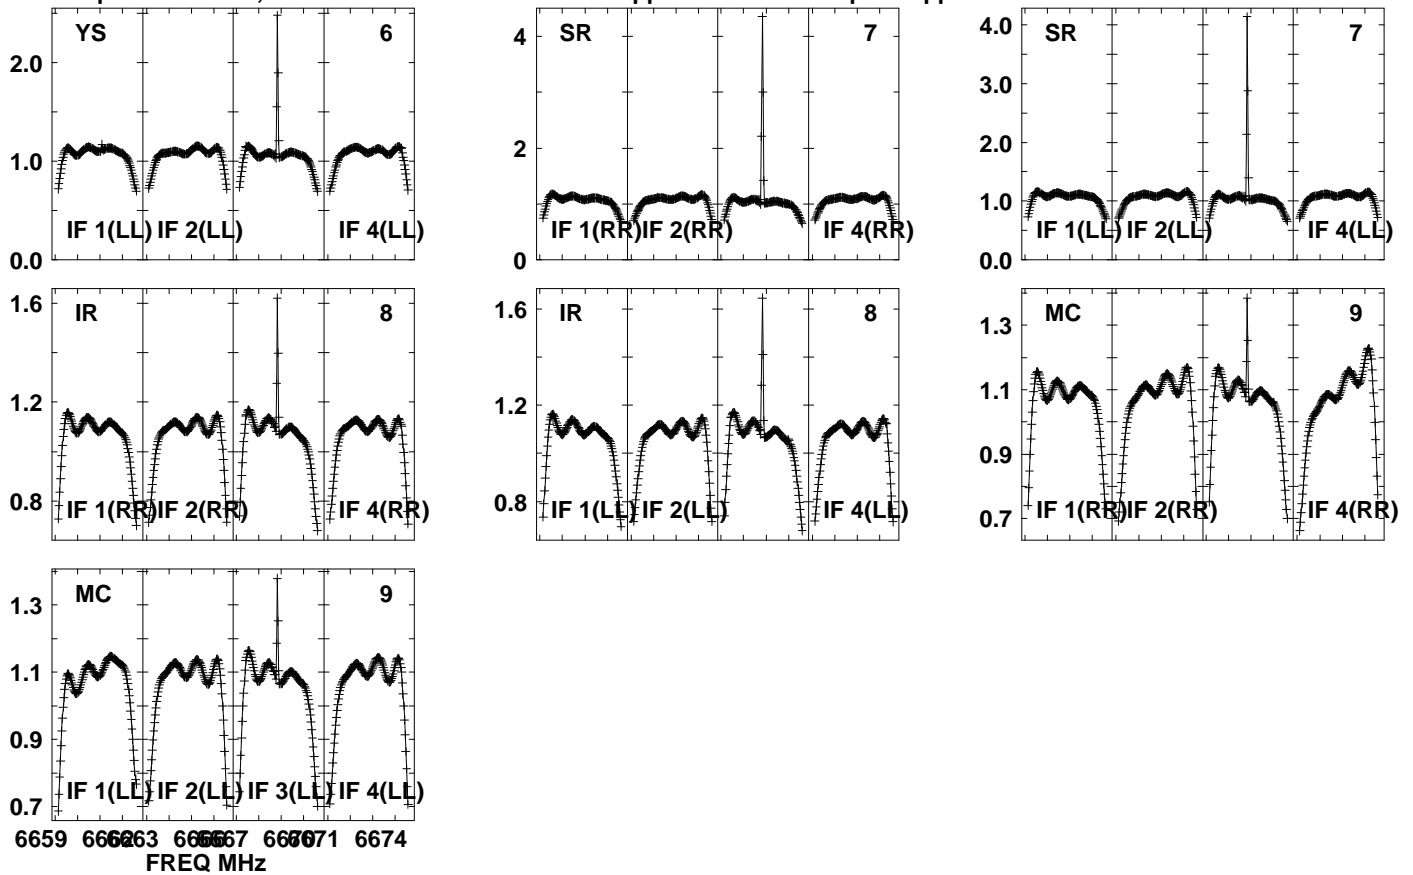 YS 6
2.0
1.0
0.0
IF 1(LL) IF 2(LL) IF 4(LL)
SR 7
4
2
0
IF 1(RR) IF 2(RR) IF 4(RR)
SR 7
4.0
3.0
2.0
1.0
0.0
IF 1(LL) IF 2(LL) IF 4(LL)
IR 8
1.6
1.2
0.8
IF 1(RR) IF 2(RR) IF 4(RR)
IR 8
1.6
1.2
0.8
IF 1(LL) IF 2(LL) IF 4(LL)
MC 9
1.3
1.1
0.9
0.7
IF 1(RR) IF 2(RR) IF 4(RR)
MC 9
1.3
1.1
0.9
0.7
IF 1(LL) IF 2(LL) IF 3(LL) IF 4(LL)
6659 6662 6663 6666 6667 6670 6671 6674
FREQ MHz